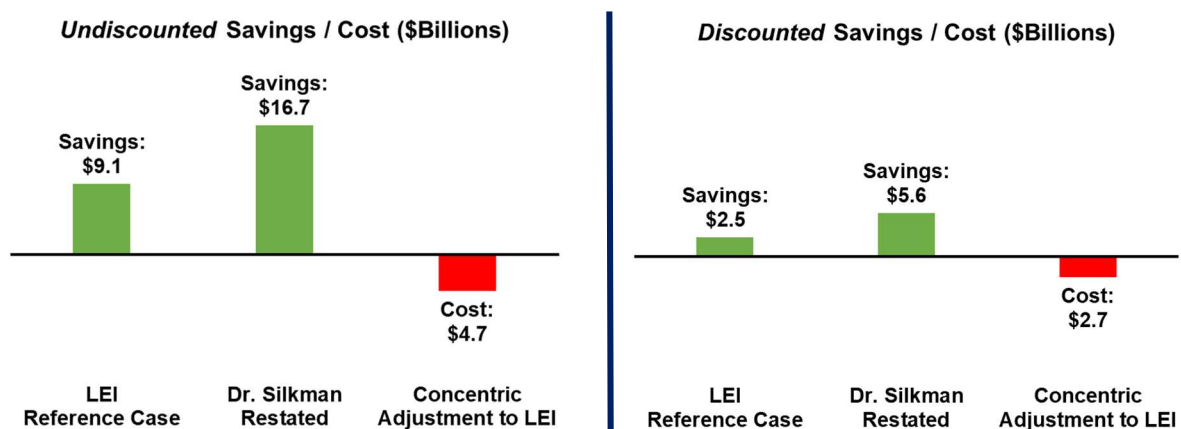 Undiscounted Savings / Cost ($Billions)
Savings:
$16.7
Savings:
$9.1
Cost:
$4.7
LEI
Reference Case
Dr. Silkman
Restated
Concentric
Adjustment to LEI
Discounted Savings / Cost ($Billions)
Savings:
$5.6
Savings:
$2.5
Cost:
$2.7
LEI
Reference Case
Dr. Silkman
Restated
Concentric
Adjustment to LEI